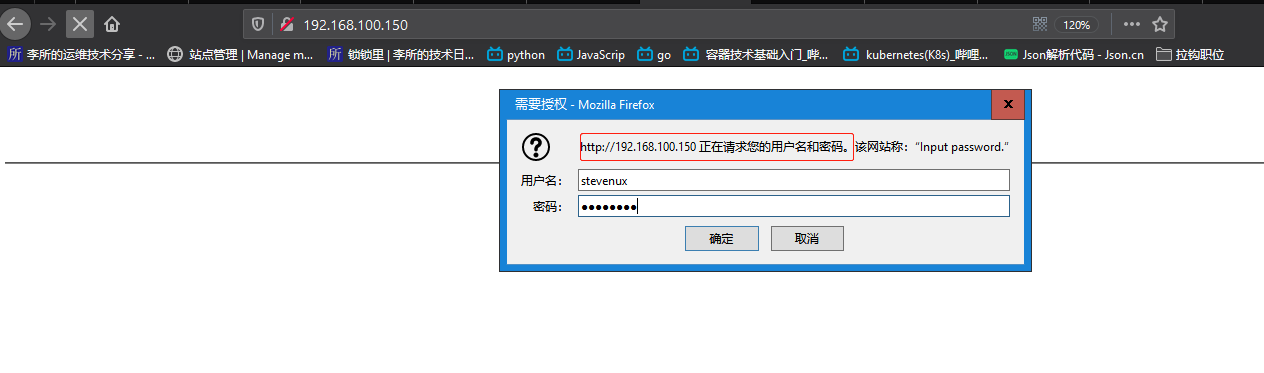 192.168.100.150
120%
李所的运维技术分享 - ...
站点管理 | Manage m...
锁锁里 | 李所的技术日...
python
JavaScrip
go
容器技术基础入门_哔...
kubernetes(K8s)_哔哩...
Json解析代码 - Json.cn
拉钩职位
需要授权 - Mozilla Firefox
http://192.168.100.150 正在请求您的用户名和密码。该网站称：“Input password.”
用户名： stevenux
密码： ●●●●●●●●
确定 取消